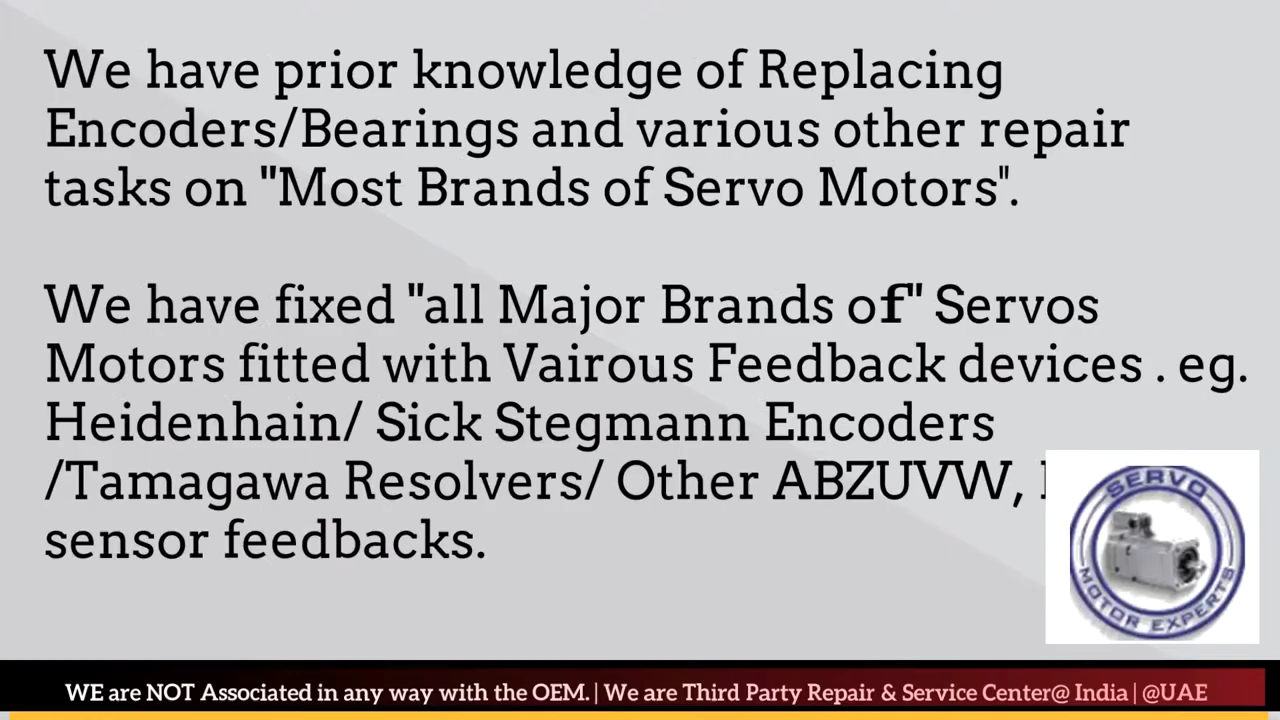 We have prior knowledge of Replacing
Encoders/Bearings and various other repair
tasks on "Most Brands of Servo Motors".
We have fixed "all Major Brands of" Servos
Motors fitted with Vairous Feedback devices . eg.
Heidenhain/ Sick Stegmann Encoders
/Tamagawa Resolvers/ Other ABZUVW,
sensor feedbacks.
SERVO
MOTOR EXPERTS
WE are NOT Associated in any way with the OEM. | We are Third Party Repair & Service Center@ India | @UAE